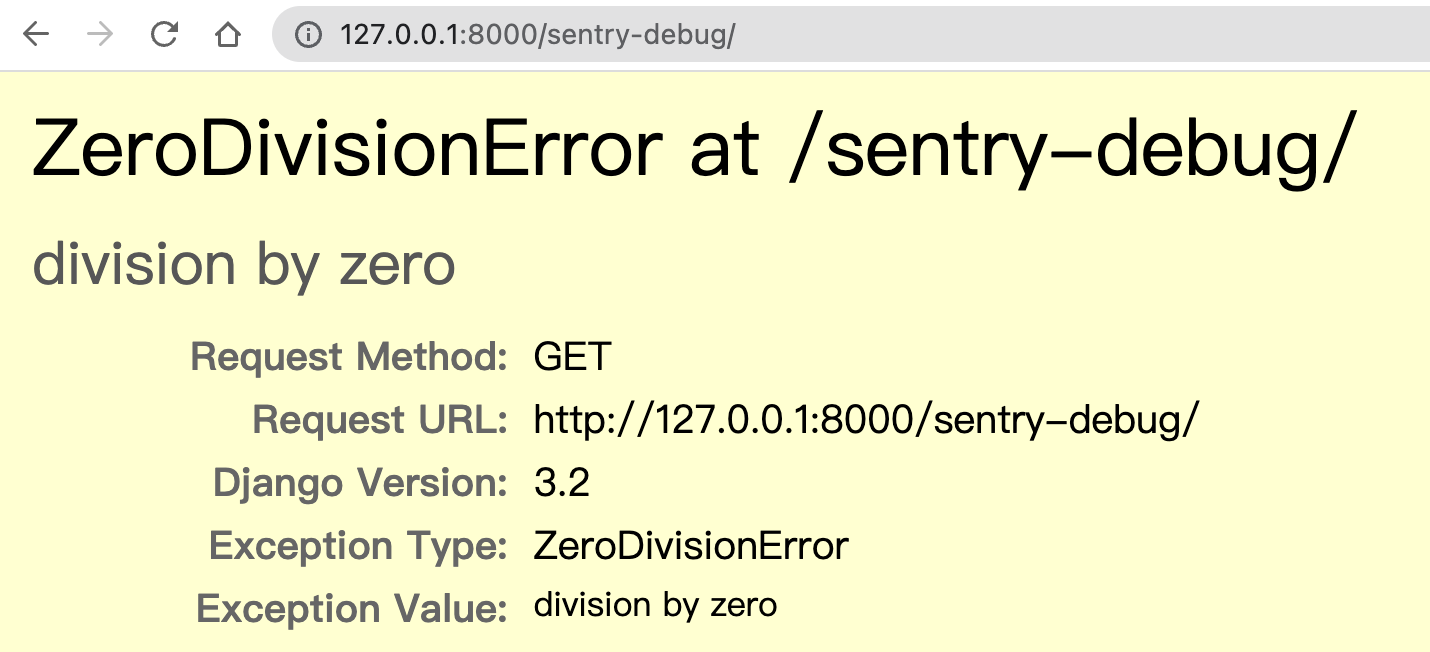 127.0.0.1:8000/sentry-debug/
ZeroDivisionError at /sentry-debug/
division by zero
Request Method: GET
Request URL: http://127.0.0.1:8000/sentry-debug/
Django Version: 3.2
Exception Type: ZeroDivisionError
Exception Value: division by zero